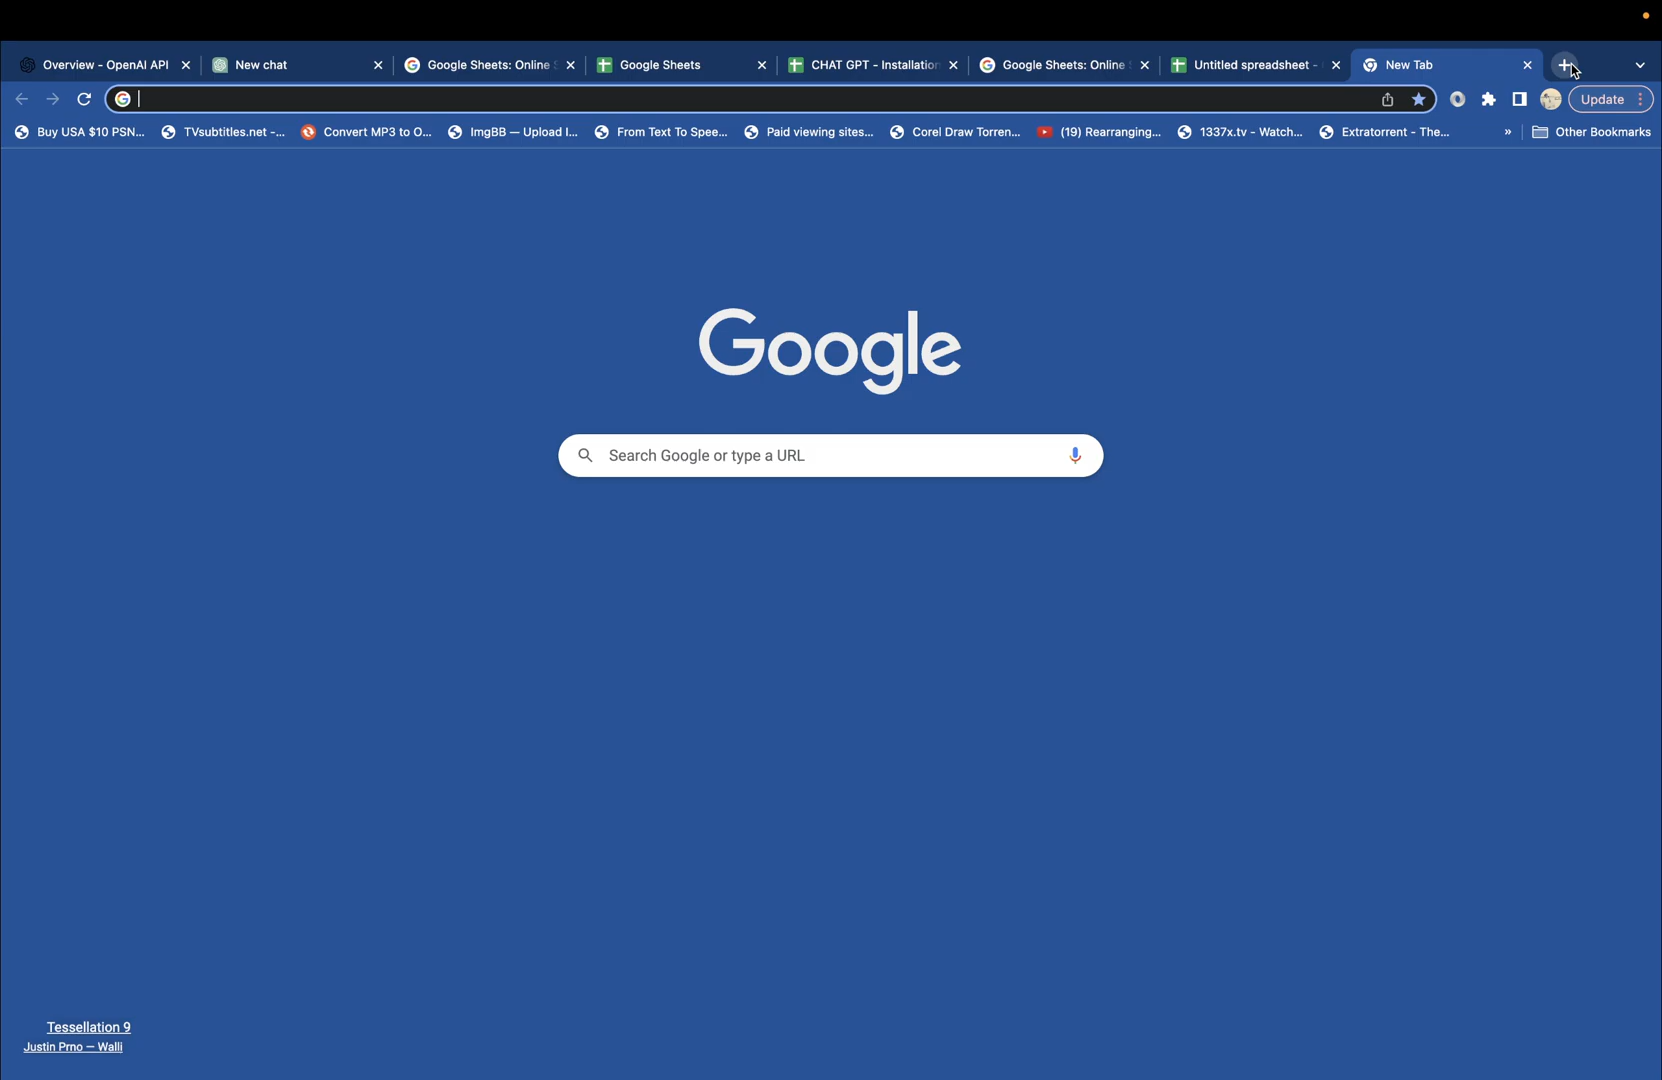 Overview - OpenAI API
New chat
Google Sheets: Online S
Google Sheets
CHAT GPT - Installation
Google Sheets: Online S
Untitled spreadsheet -
New Tab
Update
Buy USA $10 PSN...
TVsubtitles.net -...
Convert MP3 to O...
ImgBB — Upload I...
From Text To Spee...
Paid viewing sites...
Corel Draw Torren...
(19) Rearranging...
1337x.tv - Watch...
Extratorrent - The...
»
Other Bookmarks
Google
Search Google or type a URL
Tessellation 9
Justin Prno — Walli